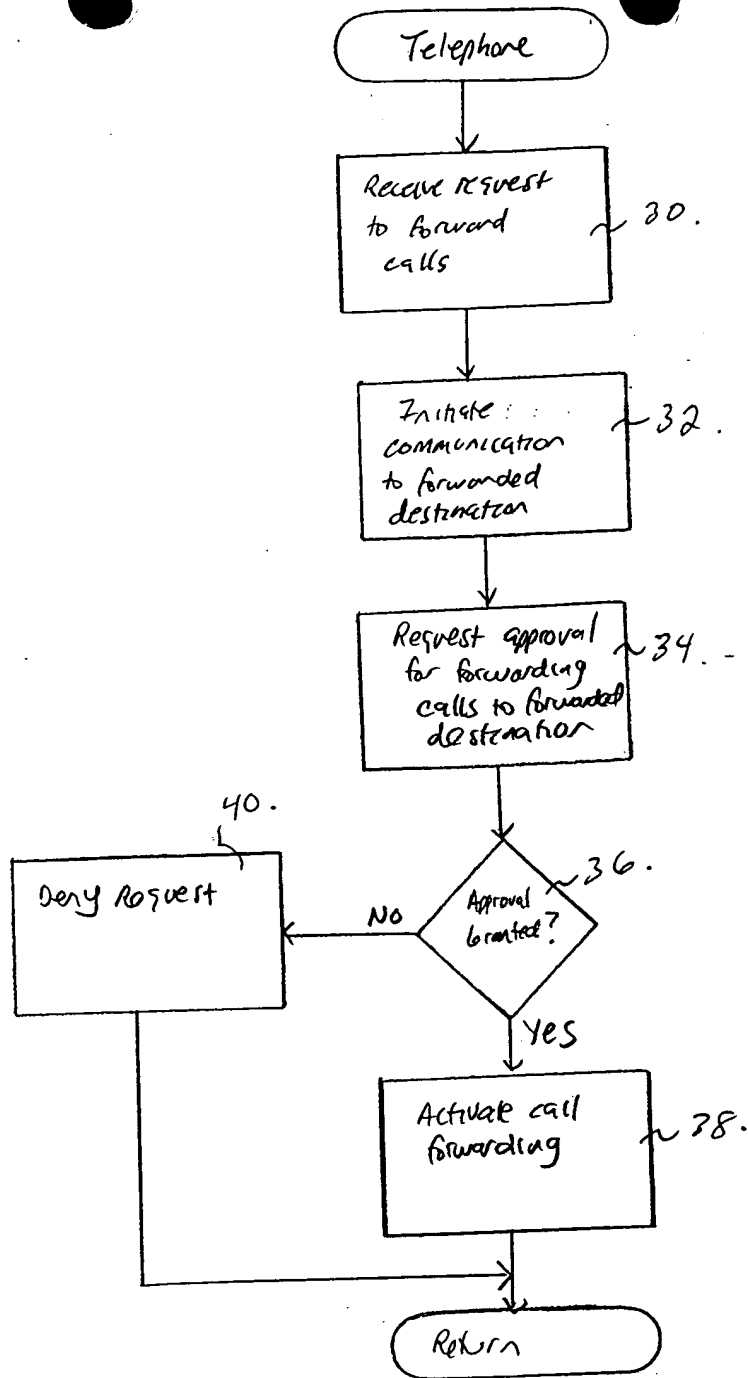 Telephone
Receive request
to forward
calls
30.
Initiate
communication
to forwarded
destination
32.
Request approval
for forwarding
calls to forwarded
destination
34.
Approval
Granted?
36.
No
40.
Deny Request
Yes
Activate call
forwarding
38.
Return